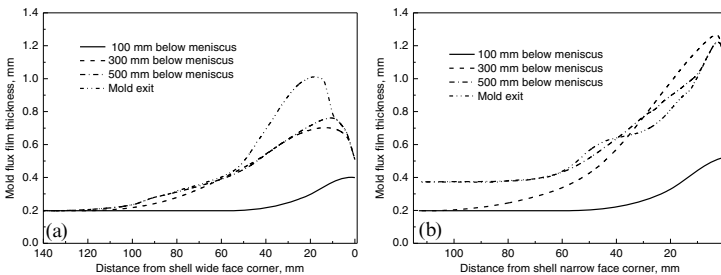 1.4
1.2
1.0
0.8
0.6
0.4
0.2
0.0
Mold flux film thickness, mm
100 mm below meniscus
300 mm below meniscus
500 mm below meniscus
Mold exit
(a)
140 120 100 80 60 40 20 0
Distance from shell wide face corner, mm
1.4
1.2
1.0
0.8
0.6
0.4
0.2
0.0
Mold flux film thickness, mm
100 mm below meniscus
300 mm below meniscus
500 mm below meniscus
Mold exit
(b)
100 80 60 40 20 0
Distance from shell narrow face corner, mm